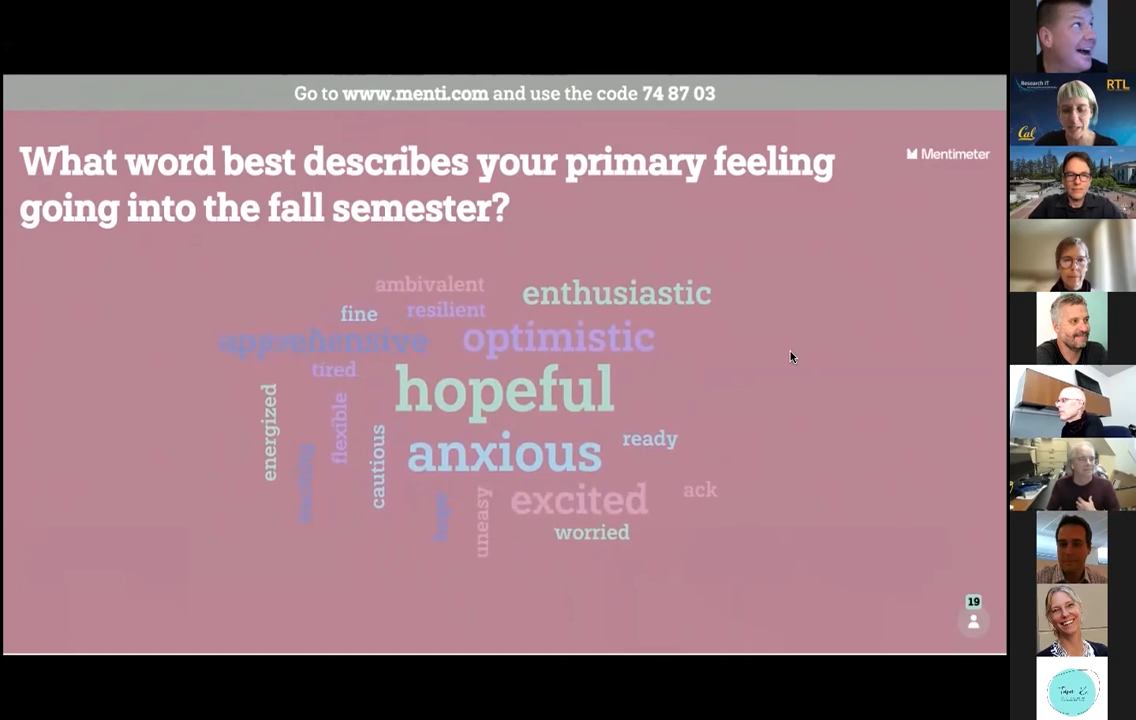 Go to www.menti.com and use the code 74 87 03
What word best describes your primary feeling
going into the fall semester?
Mentimeter
ambivalent
enthusiastic
fine
resilient
apprehensive
optimistic
tired
hopeful
energized
flexible
cautious
anxious
ready
uneasy
excited
ack
worried
19
Research IT
RTL
Cal